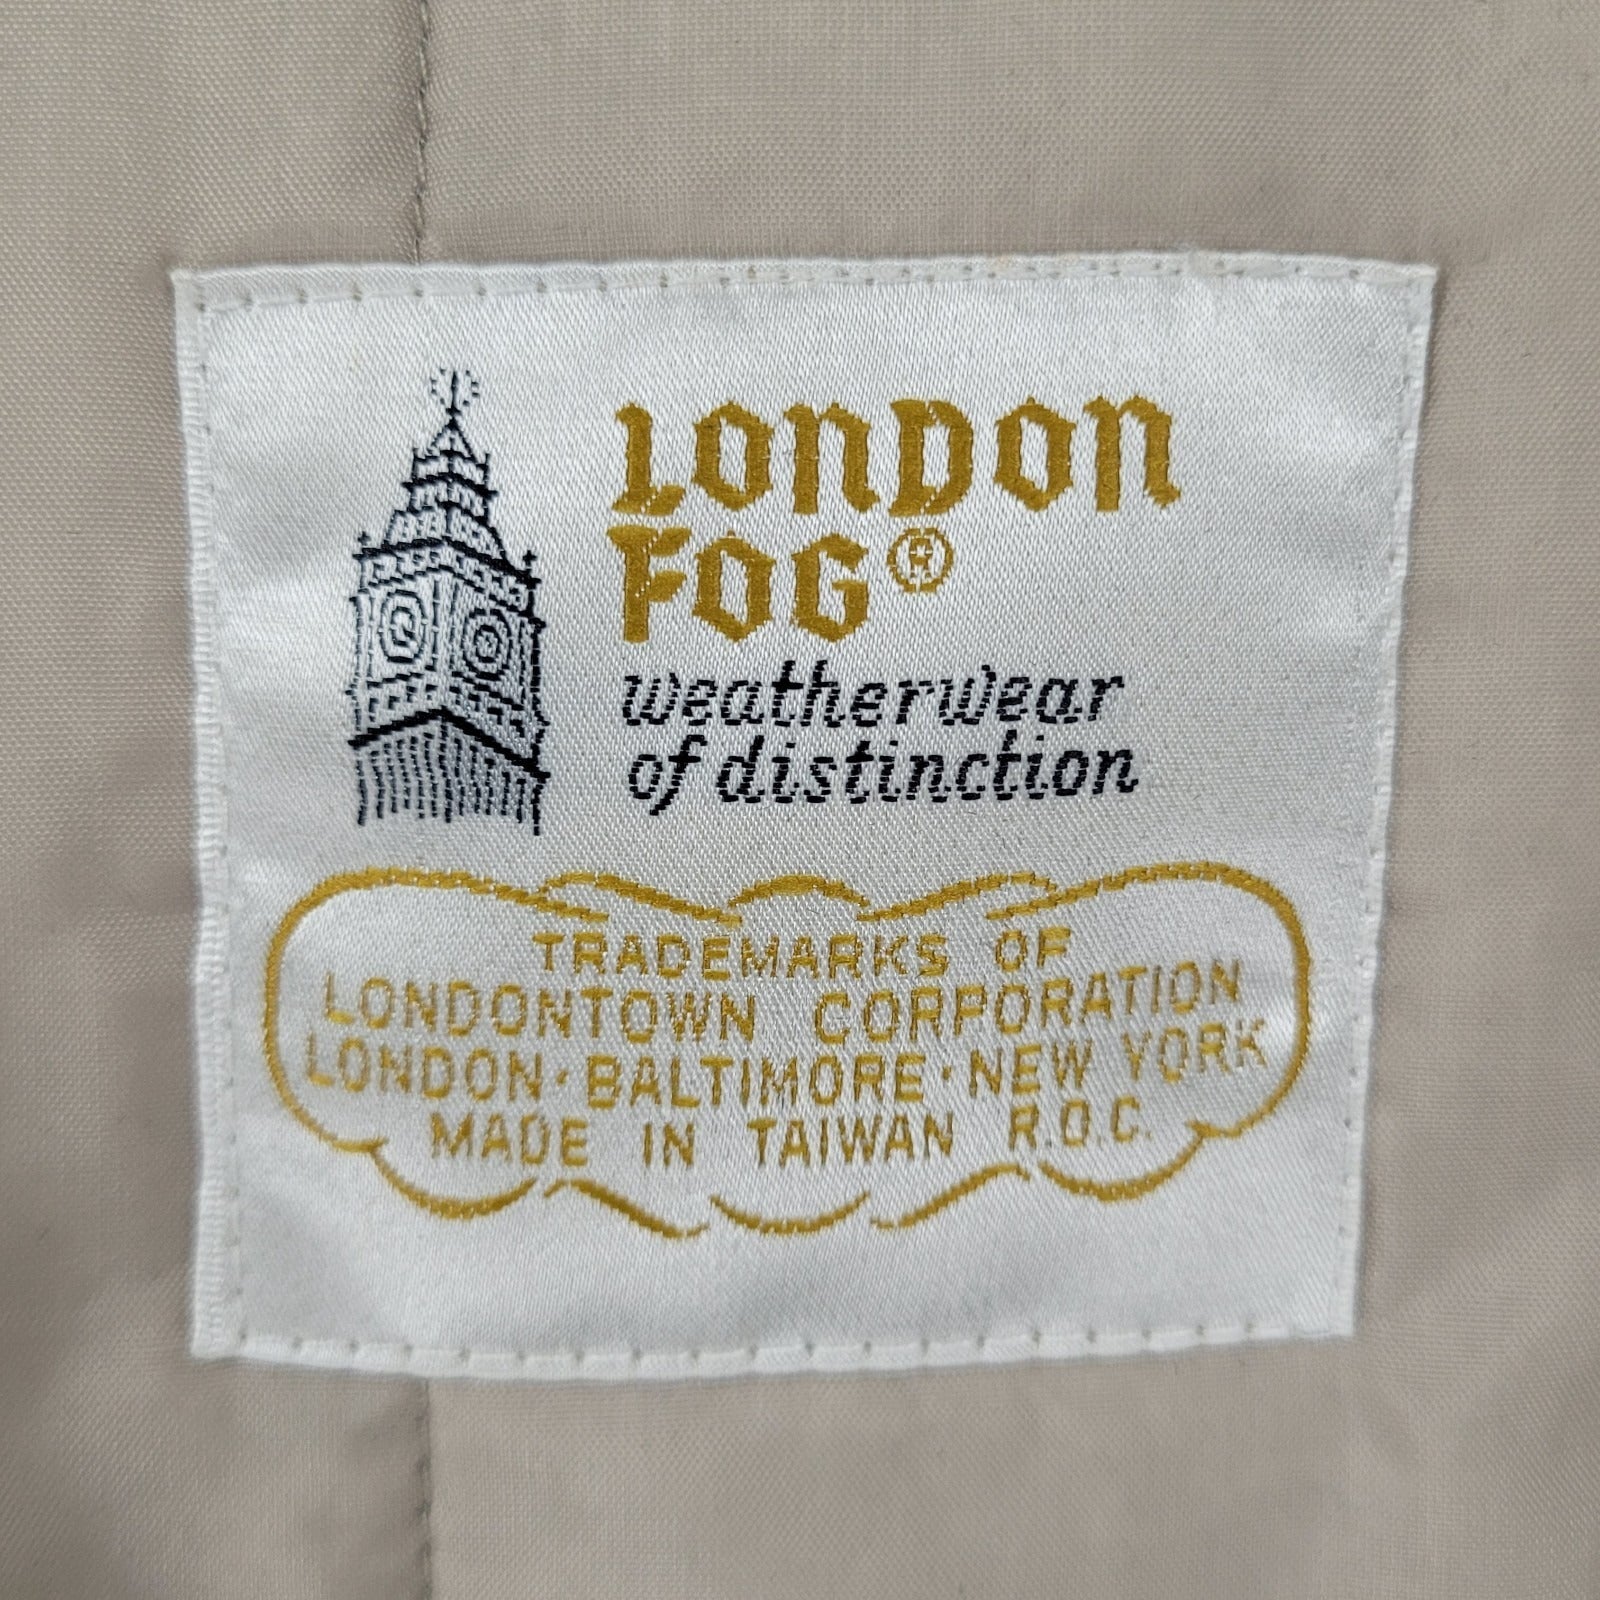 LONDON
FOG®
weatherwear
of distinction
TRADEMARKS OF
LONDONTOWN CORPORATION
LONDON·BALTIMORE·NEW YORK
MADE IN TAIWAN R.O.C.